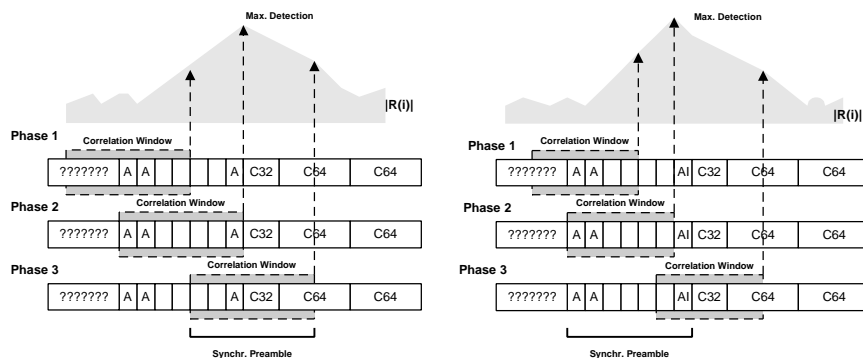 Max. Detection
|R(i)|
Phase 1
Correlation Window
??????? A A A C32 C64 C64
Phase 2
Correlation Window
??????? A A A C32 C64 C64
Phase 3
Correlation Window
??????? A A A C32 C64 C64
Synchr. Preamble
Max. Detection
|R(i)|
Phase 1
Correlation Window
??????? A A AI C32 C64 C64
Phase 2
Correlation Window
??????? A A AI C32 C64 C64
Phase 3
Correlation Window
??????? A A AI C32 C64 C64
Synchr. Preamble